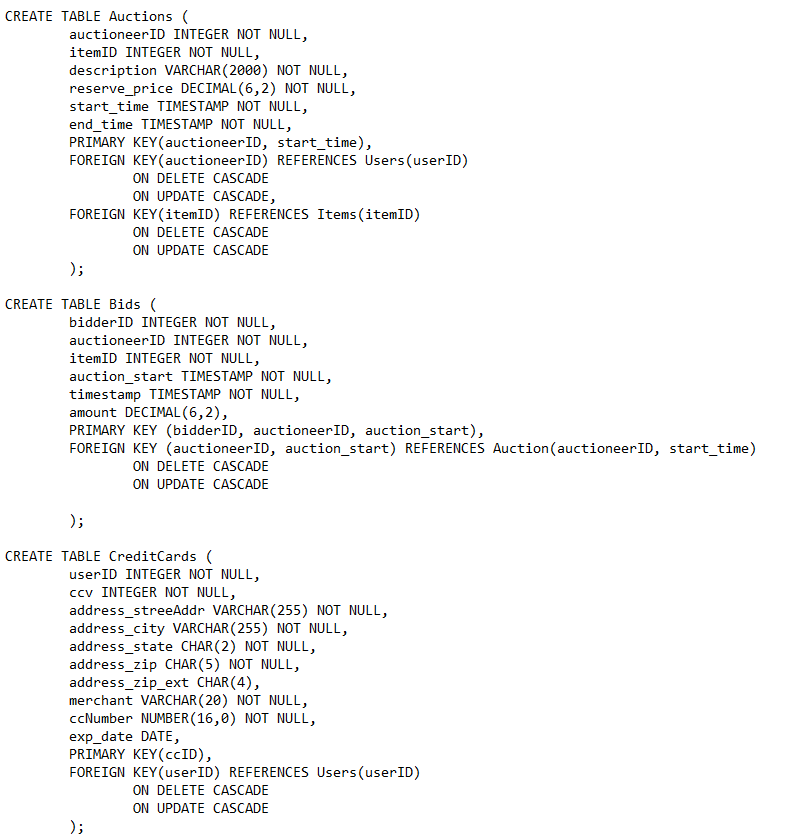 CREATE TABLE Auctions (
        auctioneerID INTEGER NOT NULL,
        itemID INTEGER NOT NULL,
        description VARCHAR(2000) NOT NULL,
        reserve_price DECIMAL(6,2) NOT NULL,
        start_time TIMESTAMP NOT NULL,
        end_time TIMESTAMP NOT NULL,
        PRIMARY KEY(auctioneerID, start_time),
        FOREIGN KEY(auctioneerID) REFERENCES Users(userID)
                ON DELETE CASCADE
                ON UPDATE CASCADE,
        FOREIGN KEY(itemID) REFERENCES Items(itemID)
                ON DELETE CASCADE
                ON UPDATE CASCADE
        );

CREATE TABLE Bids (
        bidderID INTEGER NOT NULL,
        auctioneerID INTEGER NOT NULL,
        itemID INTEGER NOT NULL,
        auction_start TIMESTAMP NOT NULL,
        timestamp TIMESTAMP NOT NULL,
        amount DECIMAL(6,2),
        PRIMARY KEY (bidderID, auctioneerID, auction_start),
        FOREIGN KEY (auctioneerID, auction_start) REFERENCES Auction(auctioneerID, start_time)
                ON DELETE CASCADE
                ON UPDATE CASCADE

        );

CREATE TABLE CreditCards (
        userID INTEGER NOT NULL,
        ccv INTEGER NOT NULL,
        address_streeAddr VARCHAR(255) NOT NULL,
        address_city VARCHAR(255) NOT NULL,
        address_state CHAR(2) NOT NULL,
        address_zip CHAR(5) NOT NULL,
        address_zip_ext CHAR(4),
        merchant VARCHAR(20) NOT NULL,
        ccNumber NUMBER(16,0) NOT NULL,
        exp_date DATE,
        PRIMARY KEY(ccID),
        FOREIGN KEY(userID) REFERENCES Users(userID)
                ON DELETE CASCADE
                ON UPDATE CASCADE
        );